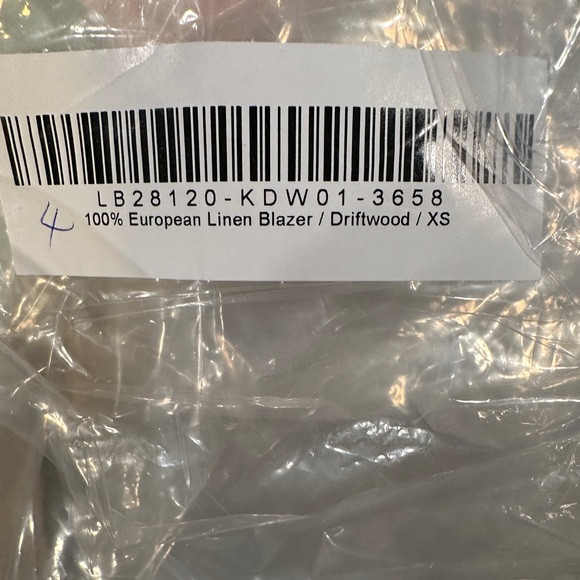 LB28120-KDW01-3658
100% European Linen Blazer / Driftwood / XS
4